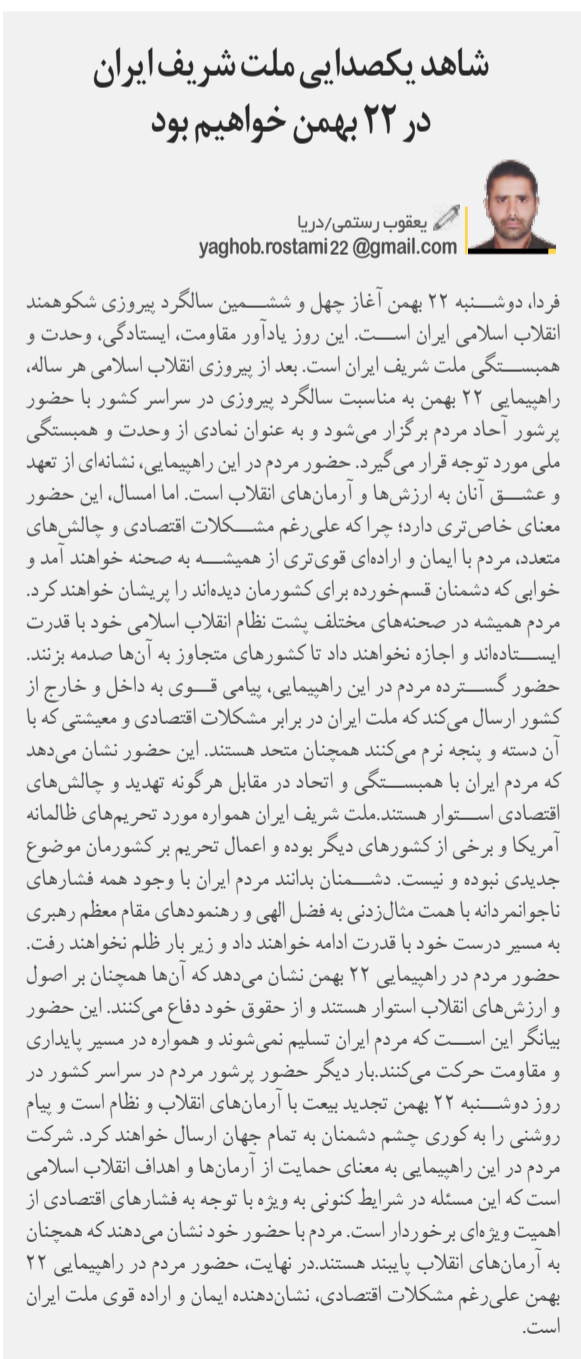 شاهد یکصدایی ملت شریف ایران
در ۲۲ بهمن خواهیم بود
یعقوب رستمی/دریا
yaghob.rostami22 @gmail.com
فردا، دوشنبه ۲۲ بهمن آغاز چهل و ششمین سالگرد پیروزی شکوهمند
انقلاب اسلامی ایران است. این روز یادآور مقاومت، ایستادگی، وحدت و
همبستگی ملت شریف ایران است. بعد از پیروزی انقلاب اسلامی هر ساله،
راهپیمایی ۲۲ بهمن به مناسبت سالگرد پیروزی در سراسر کشور با حضور
پرشور آحاد مردم برگزار می‌شود و به عنوان نمادی از وحدت و همبستگی
ملی مورد توجه قرار می‌گیرد. حضور مردم در این راهپیمایی، نشانه‌ای از تعهد
و عشق آنان به ارزش‌ها و آرمان‌های انقلاب است. اما امسال، این حضور
معنای خاص‌تری دارد؛ چرا که علی‌رغم مشکلات اقتصادی و چالش‌های
متعدد، مردم با ایمان و اراده‌ای قوی‌تری از همیشه به صحنه خواهند آمد و
خوابی که دشمنان قسم‌خورده برای کشورمان دیده‌اند را پریشان خواهند کرد.
مردم همیشه در صحنه‌های مختلف پشت نظام انقلاب اسلامی خود با قدرت
ایستاده‌اند و اجازه نخواهند داد تا کشورهای متجاوز به آن‌ها صدمه بزنند.
حضور گسترده مردم در این راهپیمایی، پیامی قوی به داخل و خارج از
کشور ارسال می‌کند که ملت ایران در برابر مشکلات اقتصادی و معیشتی که با
آن دسته و پنجه نرم می‌کنند همچنان متحد هستند. این حضور نشان می‌دهد
که مردم ایران با همبستگی و اتحاد در مقابل هرگونه تهدید و چالش‌های
اقتصادی استوار هستند.ملت شریف ایران همواره مورد تحریم‌های ظالمانه
آمریکا و برخی از کشورهای دیگر بوده و اعمال تحریم بر کشورمان موضوع
جدیدی نبوده و نیست. دشمنان بدانند مردم ایران با وجود همه فشارهای
ناجوانمردانه با همت مثال‌زدنی به فضل الهی و رهنمودهای مقام معظم رهبری
به مسیر درست خود با قدرت ادامه خواهند داد و زیر بار ظلم نخواهند رفت.
حضور مردم در راهپیمایی ۲۲ بهمن نشان می‌دهد که آن‌ها همچنان بر اصول
و ارزش‌های انقلاب استوار هستند و از حقوق خود دفاع می‌کنند. این حضور
بیانگر این است که مردم ایران تسلیم نمی‌شوند و همواره در مسیر پایداری
و مقاومت حرکت می‌کنند.بار دیگر حضور پرشور مردم در سراسر کشور در
روز دوشنبه ۲۲ بهمن تجدید بیعت با آرمان‌های انقلاب و نظام است و پیام
روشنی را به کوری چشم دشمنان به تمام جهان ارسال خواهند کرد. شرکت
مردم در این راهپیمایی به معنای حمایت از آرمان‌ها و اهداف انقلاب اسلامی
است که این مسئله در شرایط کنونی به ویژه با توجه به فشارهای اقتصادی از
اهمیت ویژه‌ای برخوردار است. مردم با حضور خود نشان می‌دهند که همچنان
به آرمان‌های انقلاب پایبند هستند.در نهایت، حضور مردم در راهپیمایی ۲۲
بهمن علی‌رغم مشکلات اقتصادی، نشان‌دهنده ایمان و اراده قوی ملت ایران
است.